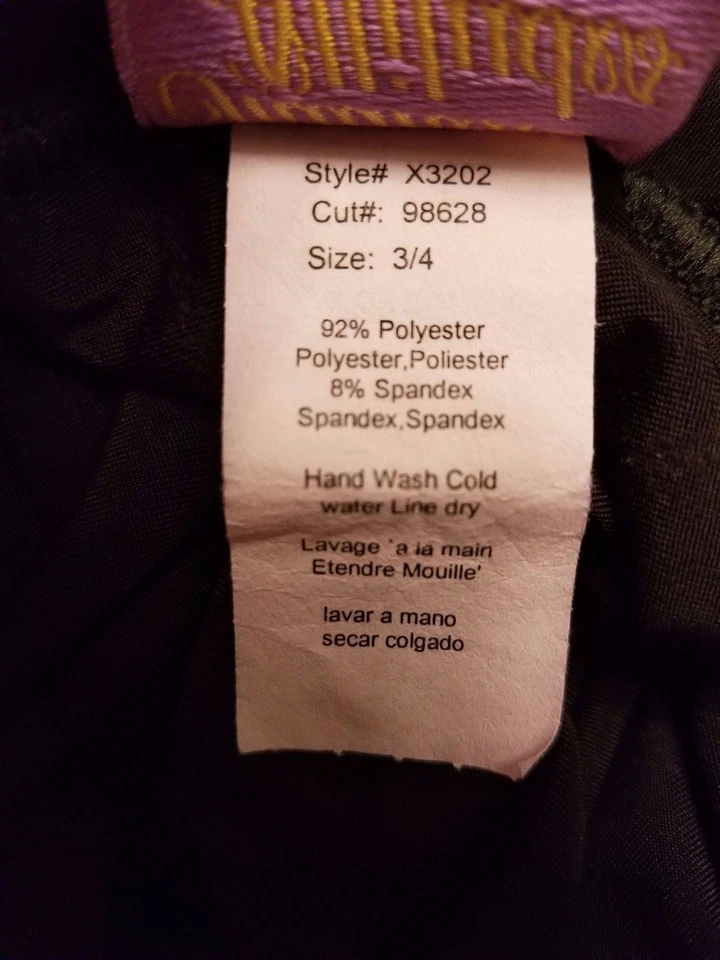 Style# X3202
Cut#: 98628
Size: 3/4
92% Polyester
Polyester,Poliester
8% Spandex
Spandex,Spandex
Hand Wash Cold
water Line dry
Lavage `a la main
Etendre Mouille'
lavar a mano
secar colgado